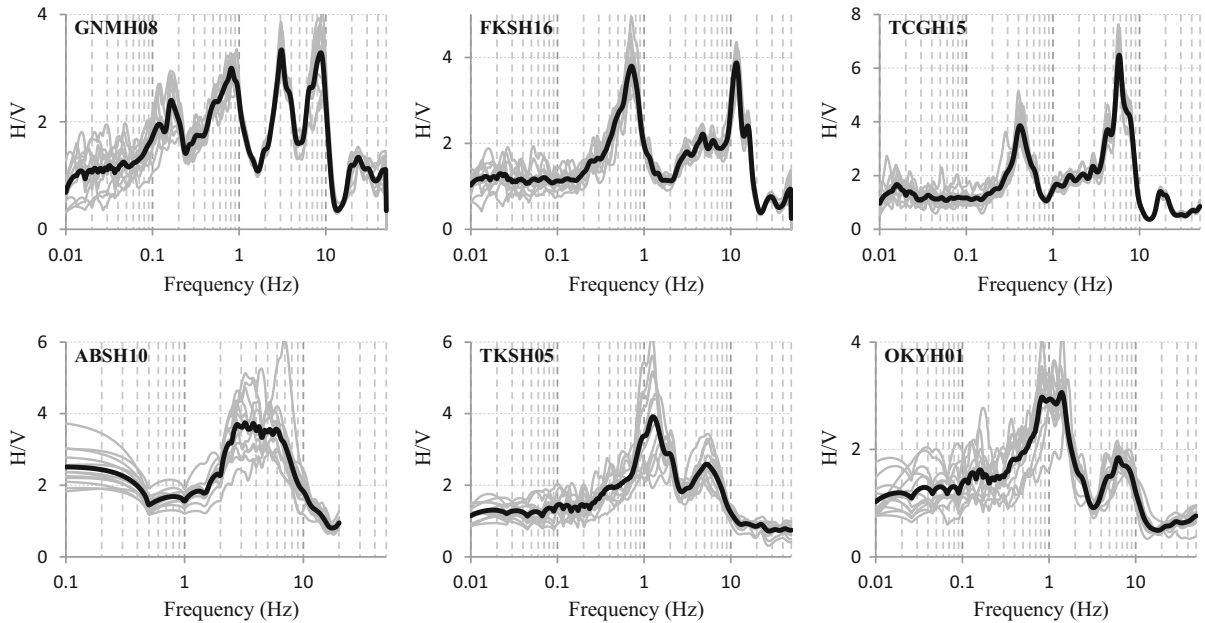 GNMH08
H/V
4
2
0
0.01 0.1 1 10
Frequency (Hz)
FKSH16
H/V
4
2
0
0.01 0.1 1 10
Frequency (Hz)
TCGH15
H/V
8
6
4
2
0
0.01 0.1 1 10
Frequency (Hz)
ABSH10
H/V
6
4
2
0
0.1 1 10
Frequency (Hz)
TKSH05
H/V
6
4
2
0
0.01 0.1 1 10
Frequency (Hz)
OKYH01
H/V
4
2
0
0.01 0.1 1 10
Frequency (Hz)